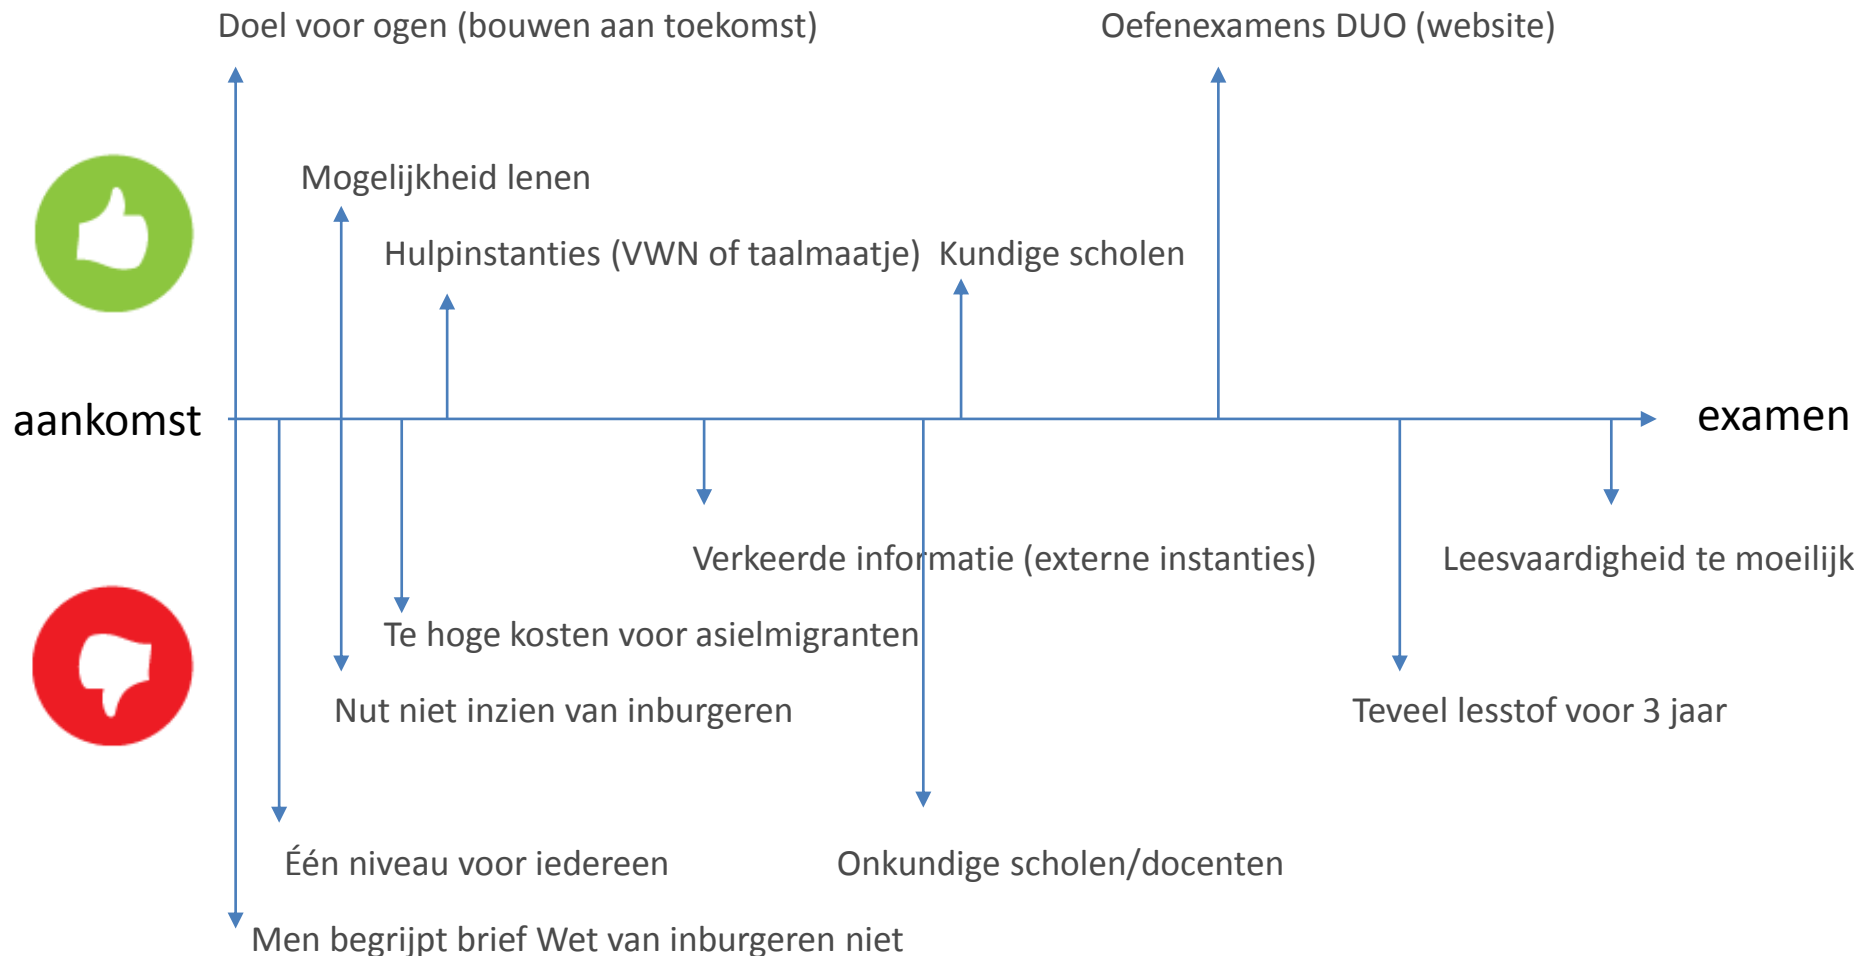 Doel voor ogen (bouwen aan toekomst)
Oefenexamens DUO (website)
Mogelijkheid lenen
Hulpinstanties (VWN of taalmaatje)
Kundige scholen
aankomst
examen
Verkeerde informatie (externe instanties)
Leesvaardigheid te moeilijk
Te hoge kosten voor asielmigranten
Nut niet inzien van inburgeren
Teveel lesstof voor 3 jaar
Één niveau voor iedereen
Onkundige scholen/docenten
Men begrijpt brief Wet van inburgeren niet